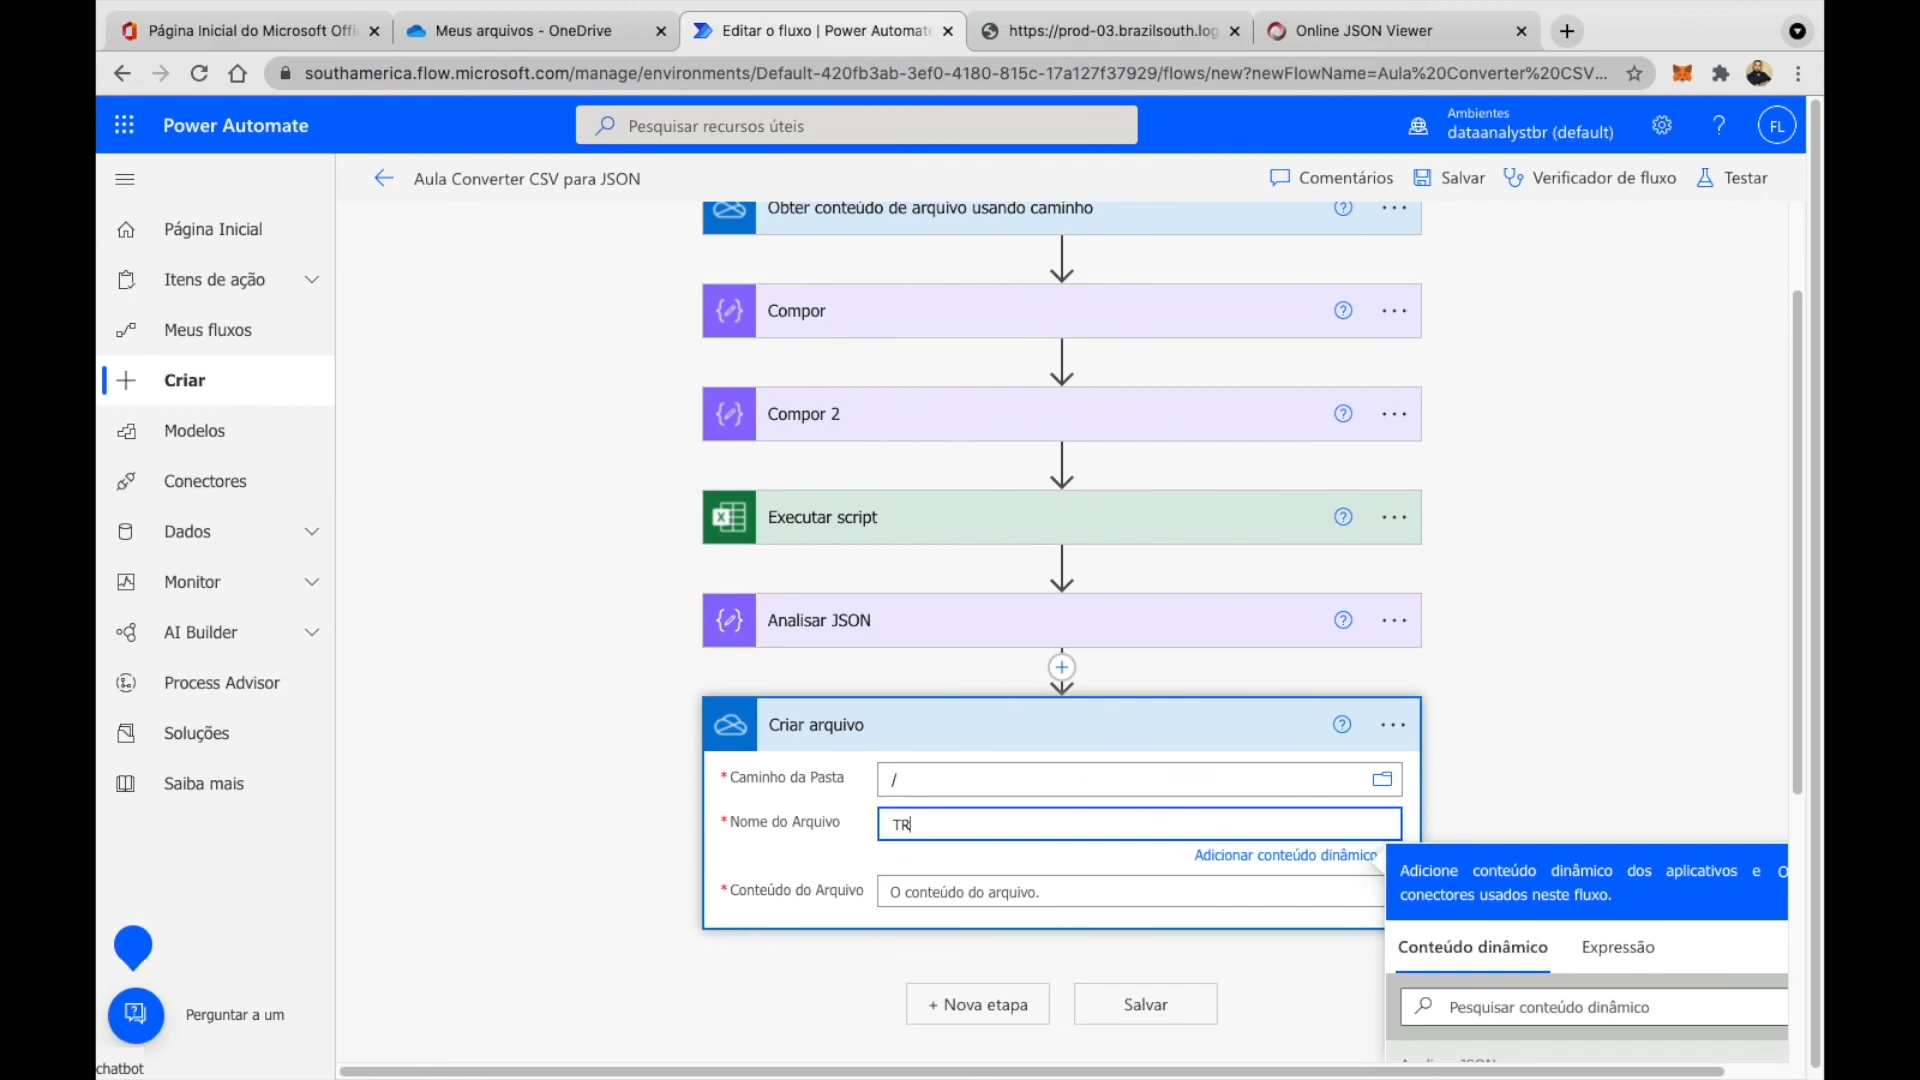 Página Inicial do Microsoft Offi
Meus arquivos - OneDrive
Editar o fluxo | Power Automate
https://prod-03.brazilsouth.log
Online JSON Viewer
southamerica.flow.microsoft.com/manage/environments/Default-420fb3ab-3ef0-4180-815c-17a127f37929/flows/new?newFlowName=Aula%20Converter%20CSV...
Power Automate
Pesquisar recursos úteis
Ambientes
dataanalystbr (default)
FL
Aula Converter CSV para JSON
Comentários
Salvar
Verificador de fluxo
Testar
Página Inicial
Itens de ação
Meus fluxos
Criar
Modelos
Conectores
Dados
Monitor
AI Builder
Process Advisor
Soluções
Saiba mais
Perguntar a um
chatbot
Obter conteúdo de arquivo usando caminho
Compor
Compor 2
Executar script
Analisar JSON
Criar arquivo
*Caminho da Pasta
/
*Nome do Arquivo
TR
Adicionar conteúdo dinâmico
*Conteúdo do Arquivo
O conteúdo do arquivo.
+ Nova etapa
Salvar
Adicione conteúdo dinâmico dos aplicativos e
conectores usados neste fluxo.
Conteúdo dinâmico
Expressão
Pesquisar conteúdo dinâmico